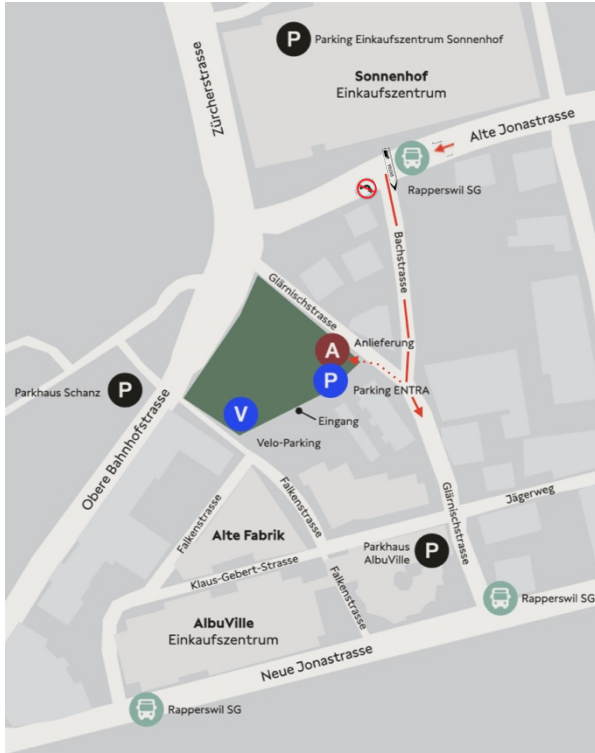 P
Parking Einkaufszentrum Sonnenhof
Sonnenhof
Einkaufszentrum
Zürcherstrasse
Alte Jonastrasse
Rapperswil SG
Bachstrasse
Glärnischstrasse
Anlieferung
A
P
Parking ENTRA
Parkhaus Schanz
P
V
Eingang
Velo-Parking
Obere Bahnhofstrasse
Falkenstrasse
Falkenstrasse
Glärnischstrasse
Jägerweg
Alte Fabrik
Parkhaus
AlbuVille
P
Klaus-Gebert-Strasse
Falkenstrasse
Rapperswil SG
AlbuVille
Einkaufszentrum
Neue Jonastrasse
Rapperswil SG